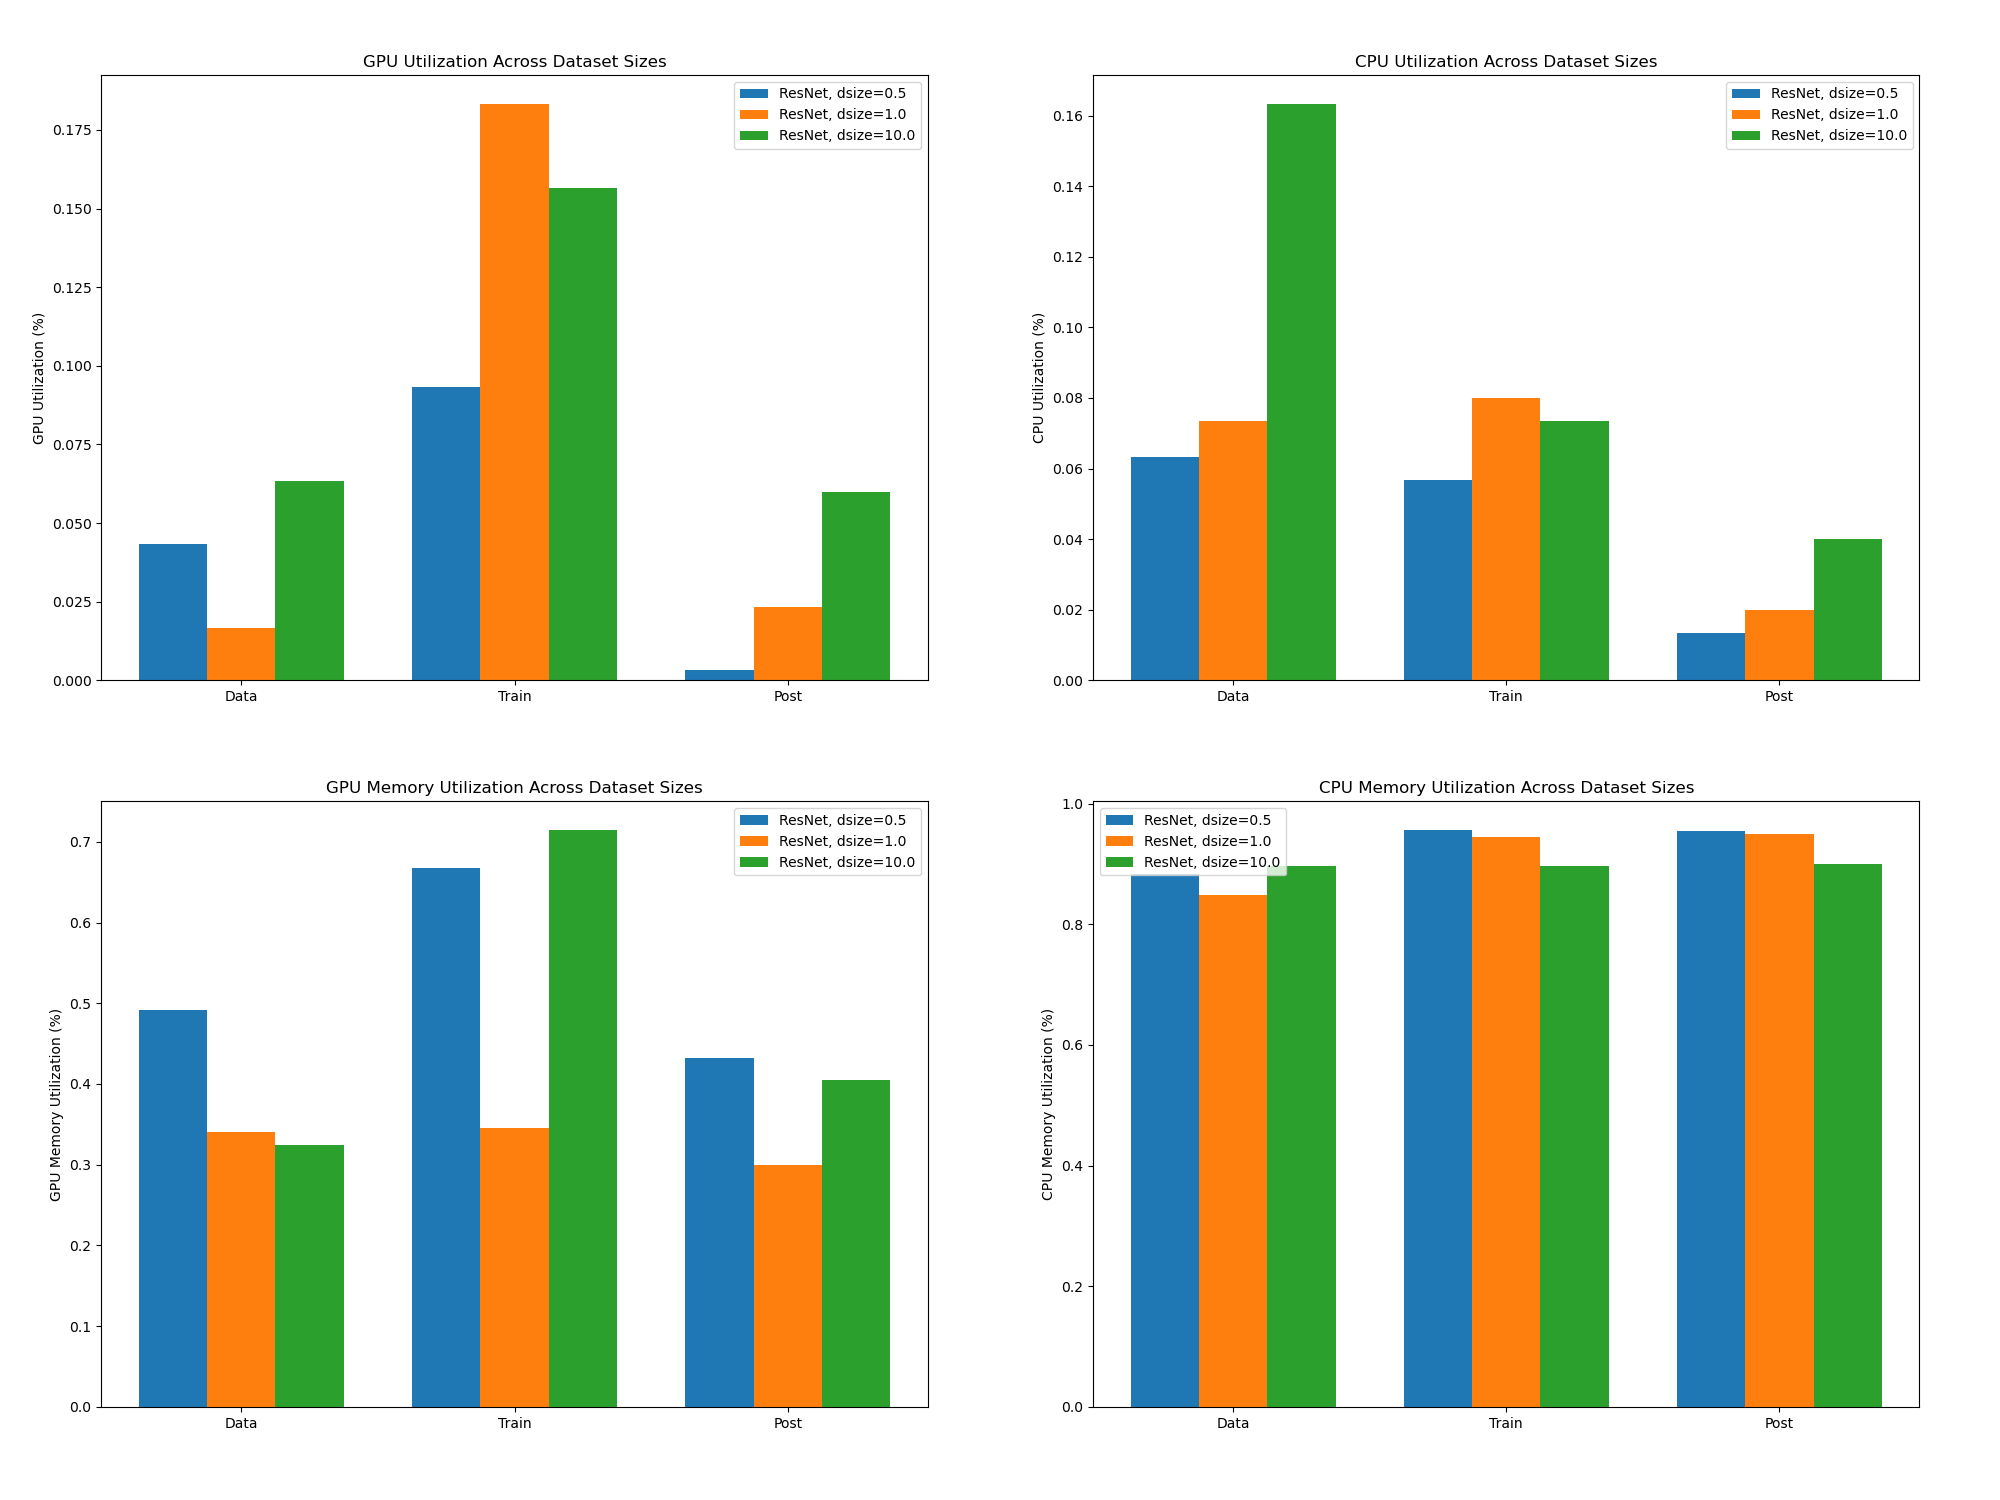 GPU Utilization Across Dataset Sizes
GPU Utilization (%)
0.175
0.150
0.125
0.100
0.075
0.050
0.025
0.000
ResNet, dsize=0.5
ResNet, dsize=1.0
ResNet, dsize=10.0
Data Train Post
CPU Utilization Across Dataset Sizes
CPU Utilization (%)
0.16
0.14
0.12
0.10
0.08
0.06
0.04
0.02
0.00
ResNet, dsize=0.5
ResNet, dsize=1.0
ResNet, dsize=10.0
Data Train Post
GPU Memory Utilization Across Dataset Sizes
GPU Memory Utilization (%)
0.7
0.6
0.5
0.4
0.3
0.2
0.1
0.0
ResNet, dsize=0.5
ResNet, dsize=1.0
ResNet, dsize=10.0
Data Train Post
CPU Memory Utilization Across Dataset Sizes
CPU Memory Utilization (%)
1.0
0.8
0.6
0.4
0.2
0.0
ResNet, dsize=0.5
ResNet, dsize=1.0
ResNet, dsize=10.0
Data Train Post